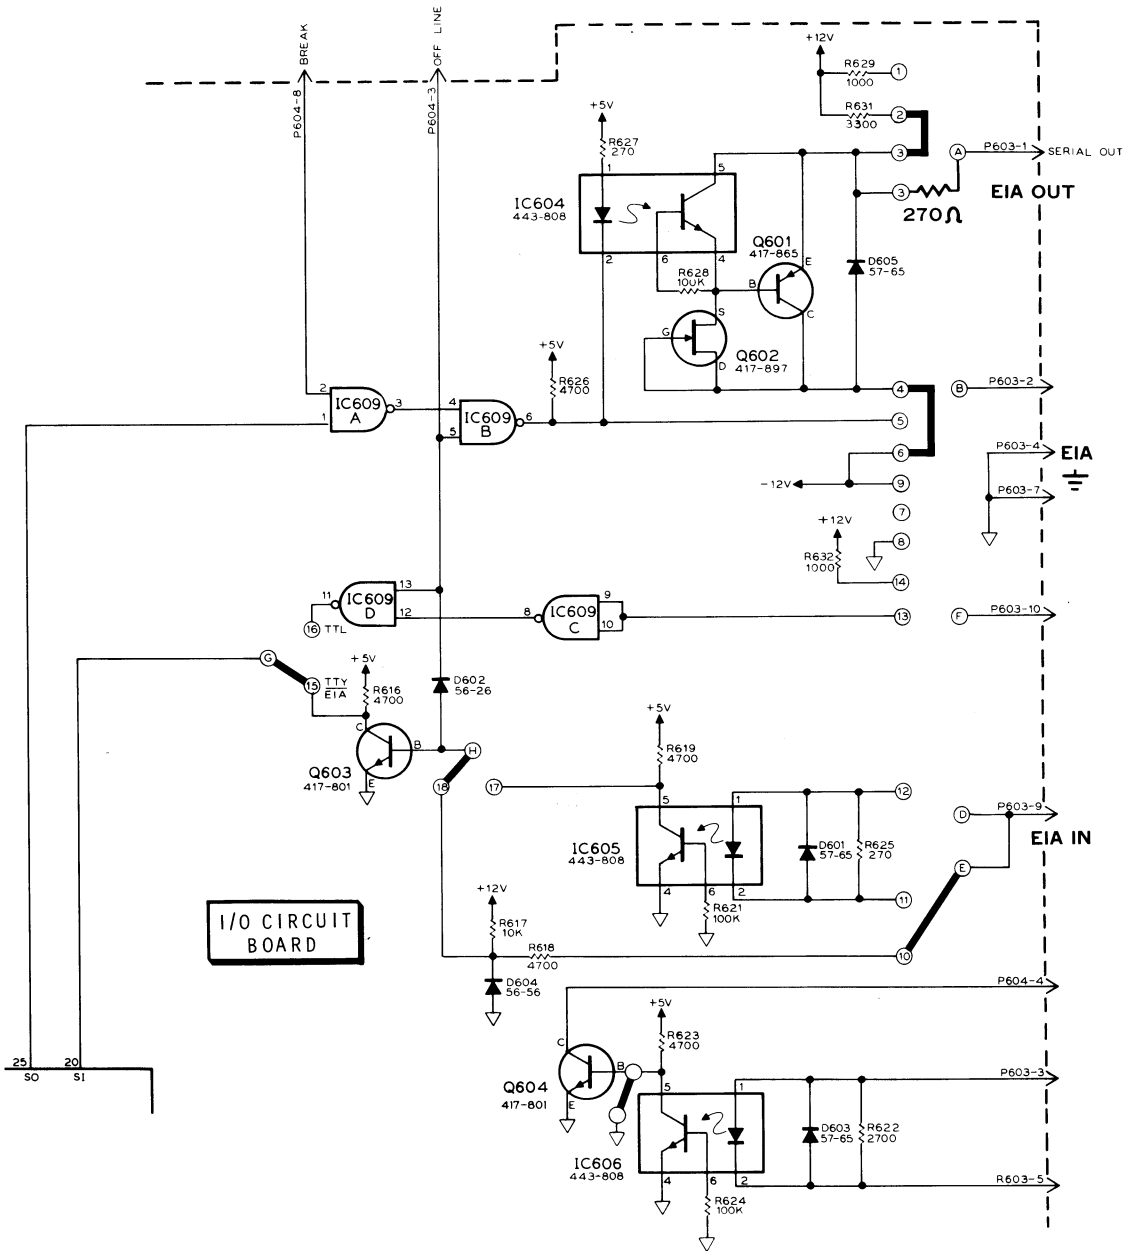 BREAK
OFF LINE
P604-8
P604-3
+12V
R629
1000
1
R631
3300
2
+5V
R627
270
3
A
P603-1
SERIAL OUT
1
5
IC604
443-808
3
EIA OUT
270Ω
2
6
4
Q601
417-865
E
B
C
D605
57-65
R628
100K
S
G
D
Q602
417-897
+5V
R626
4700
4
B
P603-2
2
1
IC609
A
3
4
5
IC609
B
6
5
6
P603-4
EIA
-12V
9
P603-7
7
+12V
8
R632
1000
14
11
IC609
D
13
12
8
IC609
C
9
10
13
F
P603-10
16
TTL
G
15
TTY
EIA
+5V
R616
4700
D602
56-26
C
B
E
H
Q603
417-801
18
17
+5V
R619
4700
5
1
12
IC605
443-808
D601
57-65
R625
270
D
P603-9
EIA IN
E
4
6
2
11
R621
100K
I/O CIRCUIT
BOARD
+12V
R617
10K
R618
4700
10
D604
56-56
P604-4
+5V
R623
4700
C
B
E
Q604
417-801
5
1
P603-3
IC606
443-808
D603
57-65
R622
2700
4
6
2
R603-5
R624
100K
25
SO
20
SI